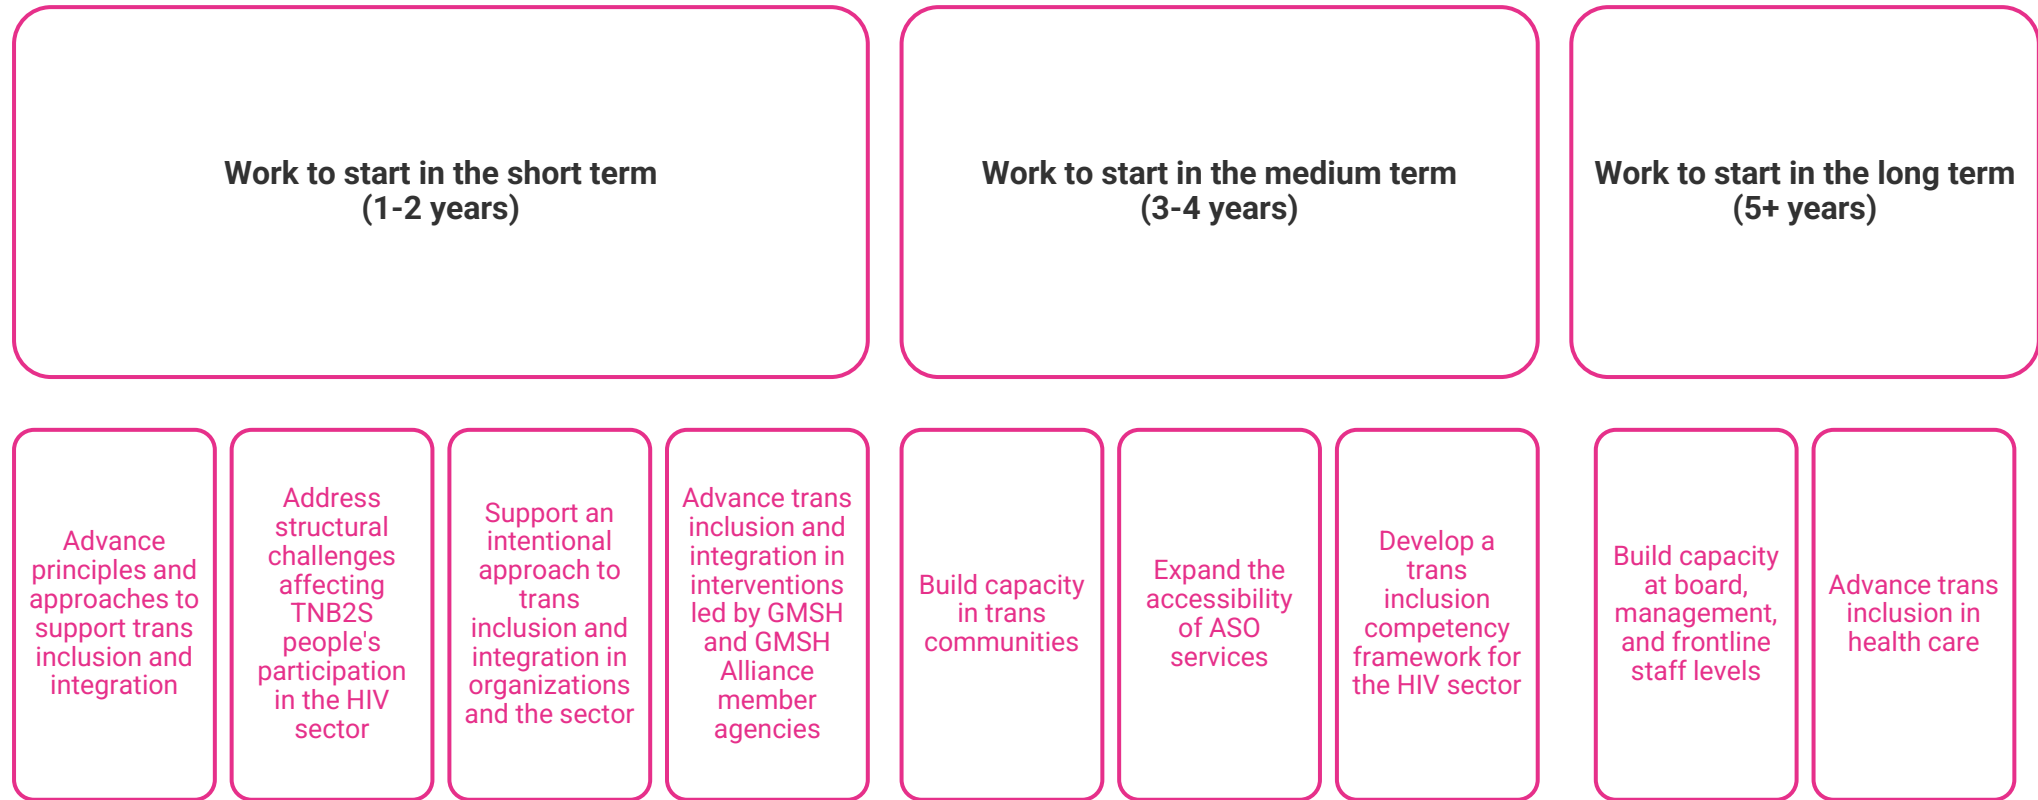 Work to start in the short term
(1-2 years)
Work to start in the medium term
(3-4 years)
Work to start in the long term
(5+ years)
Advance
principles and
approaches to
support trans
inclusion and
integration
Address
structural
challenges
affecting
TNB2S
people's
participation
in the HIV
sector
Support an
intentional
approach to
trans
inclusion and
integration in
organizations
and the sector
Advance trans
inclusion and
integration in
interventions
led by GMSH
and GMSH
Alliance
member
agencies
Build capacity
in trans
communities
Expand the
accessibility
of ASO
services
Develop a
trans
inclusion
competency
framework for
the HIV sector
Build capacity
at board,
management,
and frontline
staff levels
Advance trans
inclusion in
health care